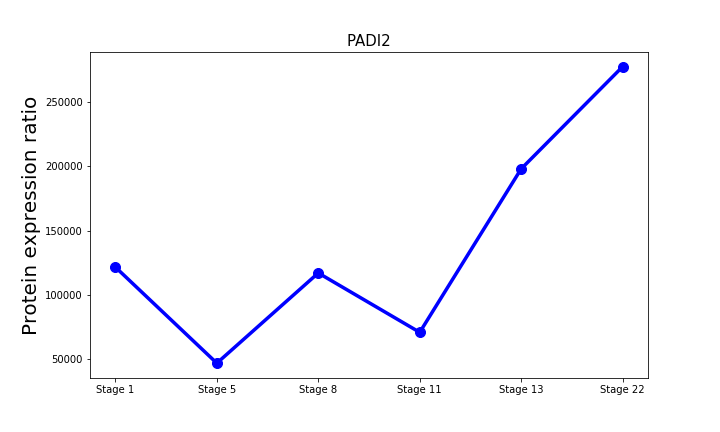 PADI2
Protein expression ratio
250000
200000
150000
100000
50000
Stage 1
Stage 5
Stage 8
Stage 11
Stage 13
Stage 22